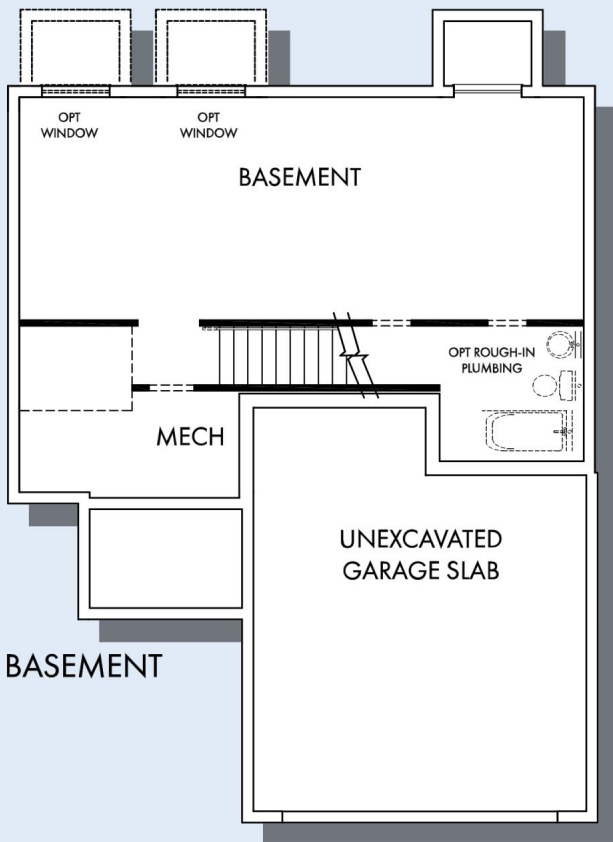 OPT
WINDOW
OPT
WINDOW
BASEMENT
OPT ROUGH-IN
PLUMBING
MECH
UNEXCAVATED
GARAGE SLAB
BASEMENT